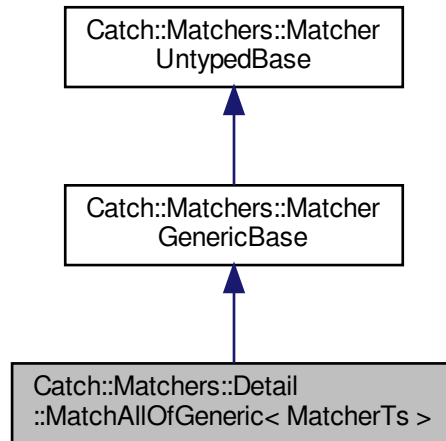 Catch::Matchers::Matcher
UntypedBase
Catch::Matchers::Matcher
GenericBase
Catch::Matchers::Detail
::MatchAllOfGeneric< MatcherTs >